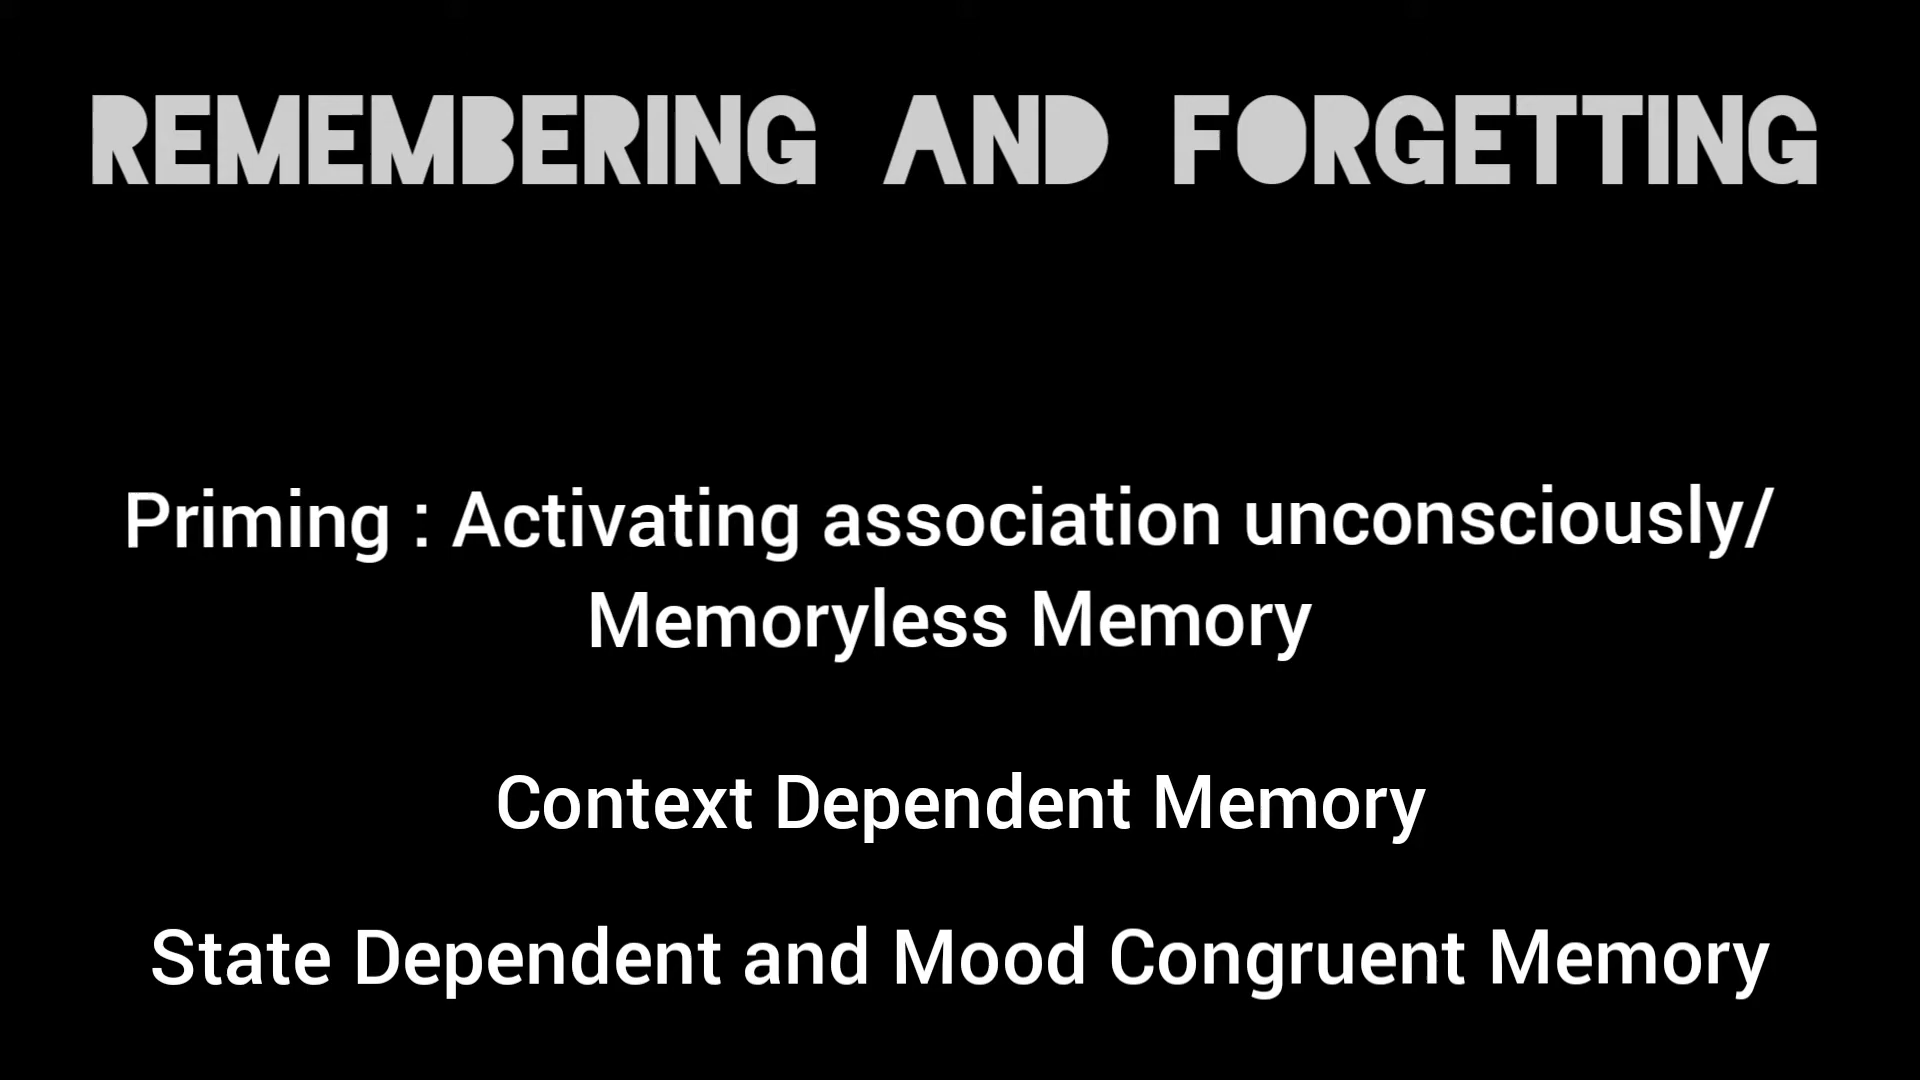 REMEMBERING AND FORGETTING
Priming : Activating association unconsciously/
Memoryless Memory
Context Dependent Memory
State Dependent and Mood Congruent Memory